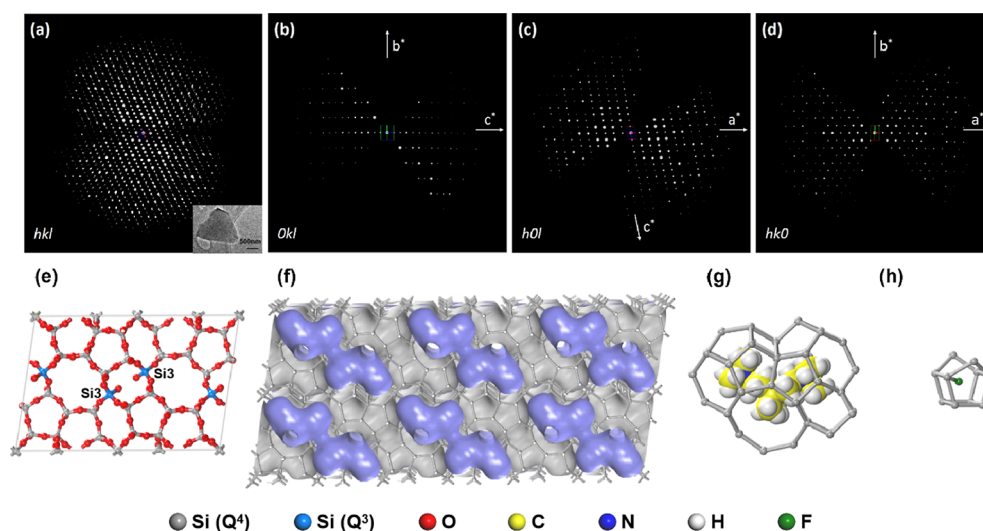 (a)
hkl
500nm
(b)
b*
c*
0kl
(c)
a*
c*
h0l
(d)
b*
a*
hk0
(e)
Si3
Si3
(f)
(g)
(h)
Si (Q⁴) Si (Q³) O C N H F